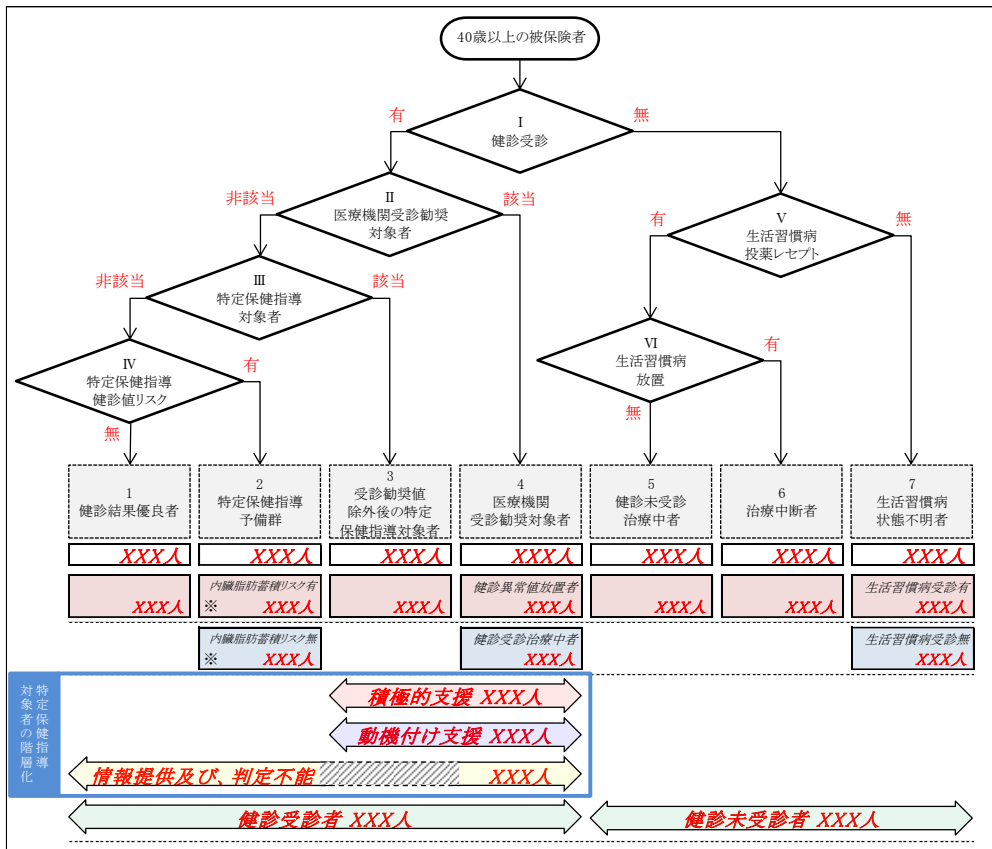 40歳以上の被保険者
I
健診受診
有
無
II
医療機関受診勧奨
対象者
非該当
該当
V
生活習慣病
投薬レセプト
有
無
III
特定保健指導
対象者
非該当
該当
VI
生活習慣病
放置
有
無
IV
特定保健指導
健診値リスク
有
無
1
健診結果優良者
2
特定保健指導
予備群
3
受診勧奨値
除外後の特定
保健指導対象者
4
医療機関
受診勧奨対象者
5
健診未受診
治療中者
6
治療中断者
7
生活習慣病
状態不明者
XXX人
XXX人
XXX人
XXX人
XXX人
XXX人
XXX人
XXX人
内臓脂肪蓄積リスク有
※ XXX人
XXX人
健診異常値放置者
XXX人
XXX人
XXX人
生活習慣病受診有
XXX人
内臓脂肪蓄積リスク無
※ XXX人
健診受診治療中者
XXX人
生活習慣病受診無
XXX人
特定保健指導
対象者の階層化
積極的支援 XXX人
動機付け支援 XXX人
情報提供及び、判定不能 XXX人
健診受診者 XXX人
健診未受診者 XXX人